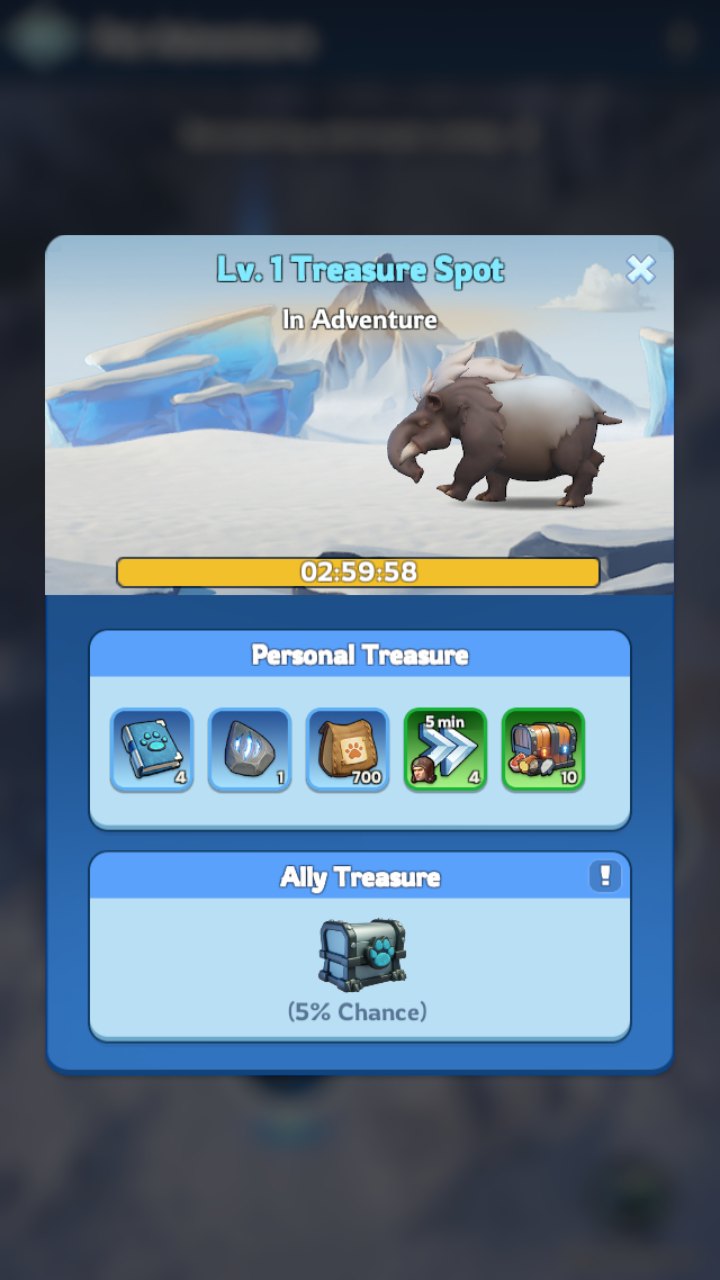 Lv. 1 Treasure Spot
In Adventure
02:59:58
Personal Treasure
5 min
4
1
700
4
10
Ally Treasure
!
(5% Chance)